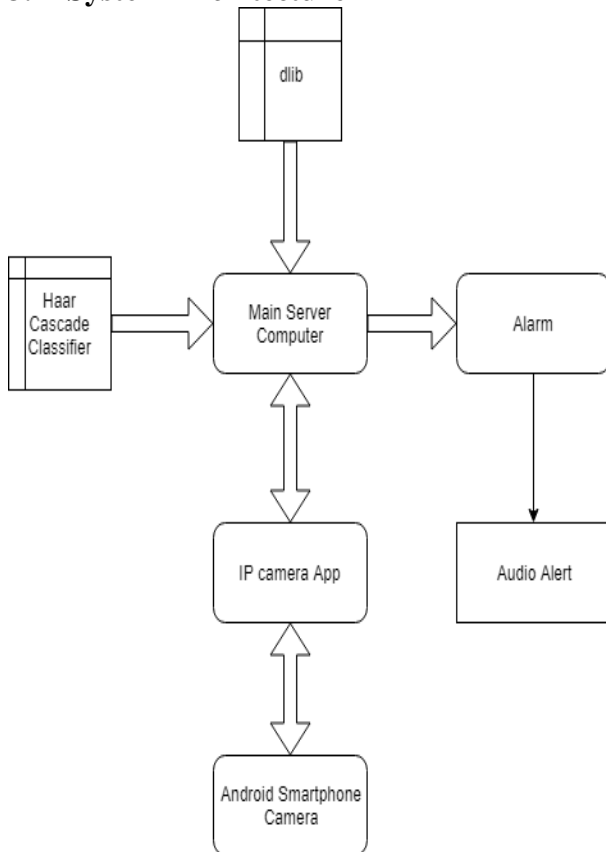 dlib
Haar
Cascade
Classifier
Main Server
Computer
Alarm
IP camera App
Audio Alert
Android Smartphone
Camera